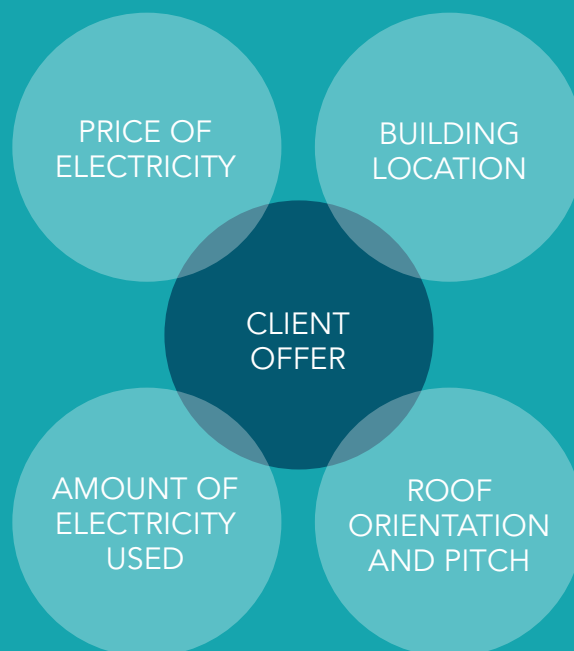 PRICE OF
ELECTRICITY
BUILDING
LOCATION
CLIENT
OFFER
AMOUNT OF
ELECTRICITY
USED
ROOF
ORIENTATION
AND PITCH